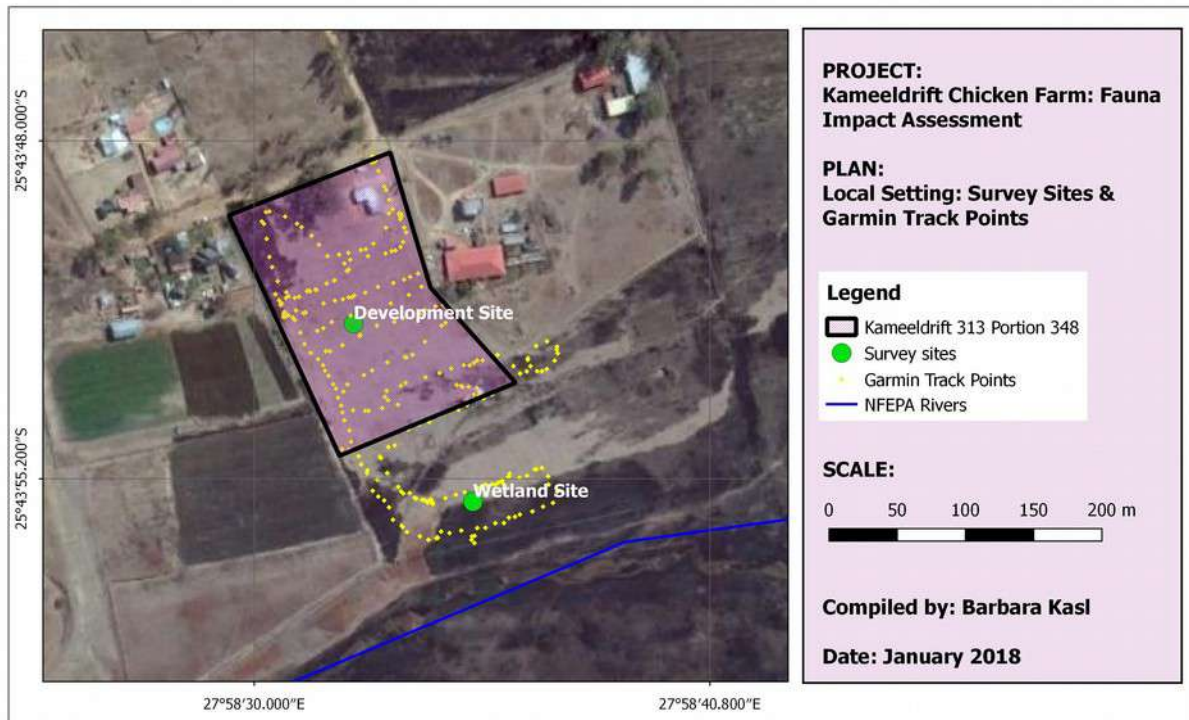 25°43'48.000"S
25°43'55.200"S
27°58'30.000"E
27°58'40.800"E
Development Site
Wetland Site
PROJECT:
Kameeldrift Chicken Farm: Fauna
Impact Assessment
PLAN:
Local Setting: Survey Sites &
Garmin Track Points
Legend
Kameeldrift 313 Portion 348
Survey sites
Garmin Track Points
NFEPA Rivers
SCALE:
0 50 100 150 200 m
Compiled by: Barbara Kasl
Date: January 2018